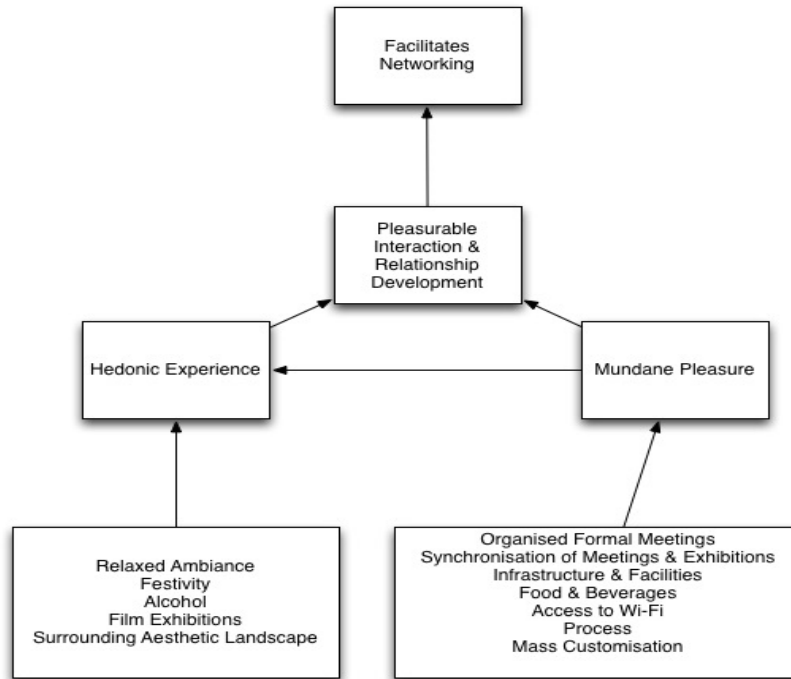 Facilitates
Networking
Pleasurable
Interaction &
Relationship
Development
Hedonic Experience
Mundane Pleasure
Relaxed Ambiance
Festivity
Alcohol
Film Exhibitions
Surrounding Aesthetic Landscape
Organised Formal Meetings
Synchronisation of Meetings & Exhibitions
Infrastructure & Facilities
Food & Beverages
Access to Wi-Fi
Process
Mass Customisation